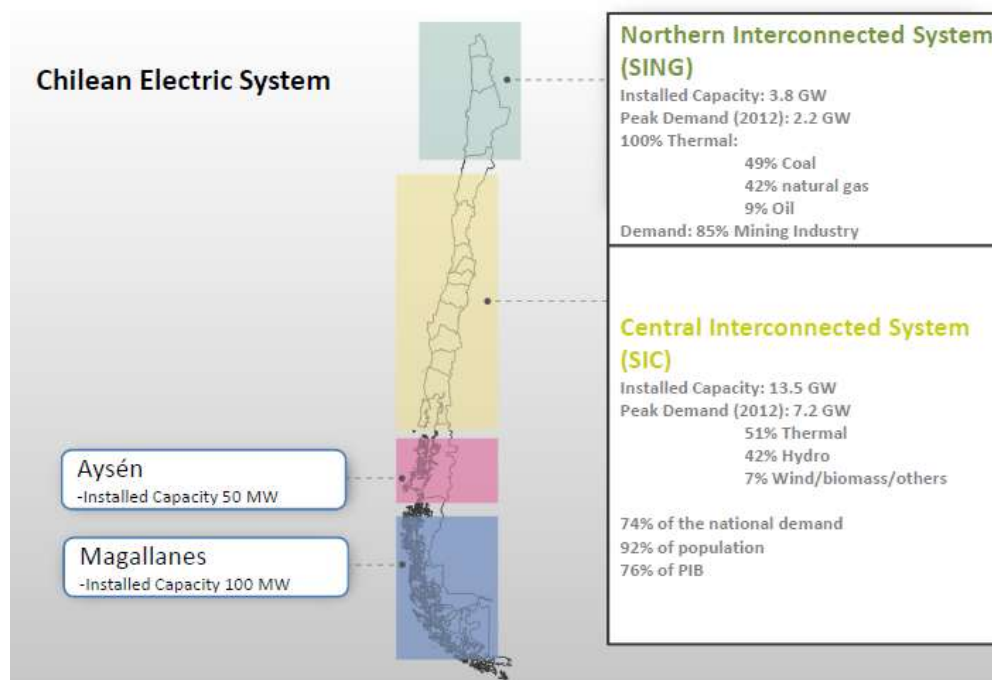 Chilean Electric System
Northern Interconnected System
(SING)
Installed Capacity: 3.8 GW
Peak Demand (2012): 2.2 GW
100% Thermal:
49% Coal
42% natural gas
9% Oil
Demand: 85% Mining Industry
Central Interconnected System
(SIC)
Installed Capacity: 13.5 GW
Peak Demand (2012): 7.2 GW
51% Thermal
42% Hydro
7% Wind/biomass/others
74% of the national demand
92% of population
76% of PIB
Aysén
-Installed Capacity 50 MW
Magallanes
-Installed Capacity 100 MW